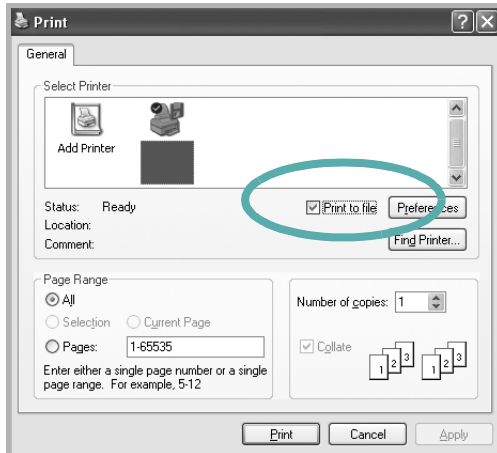 Print
General
Select Printer
Add Printer
Status: Ready
Location:
Comment:
Print to file
Preferences
Find Printer...
Page Range
All
Selection
Current Page
Pages: 1-65535
Enter either a single page number or a single
page range. For example, 5-12
Number of copies: 1
Collate
1 2 3 1 2 3
Print Cancel Apply